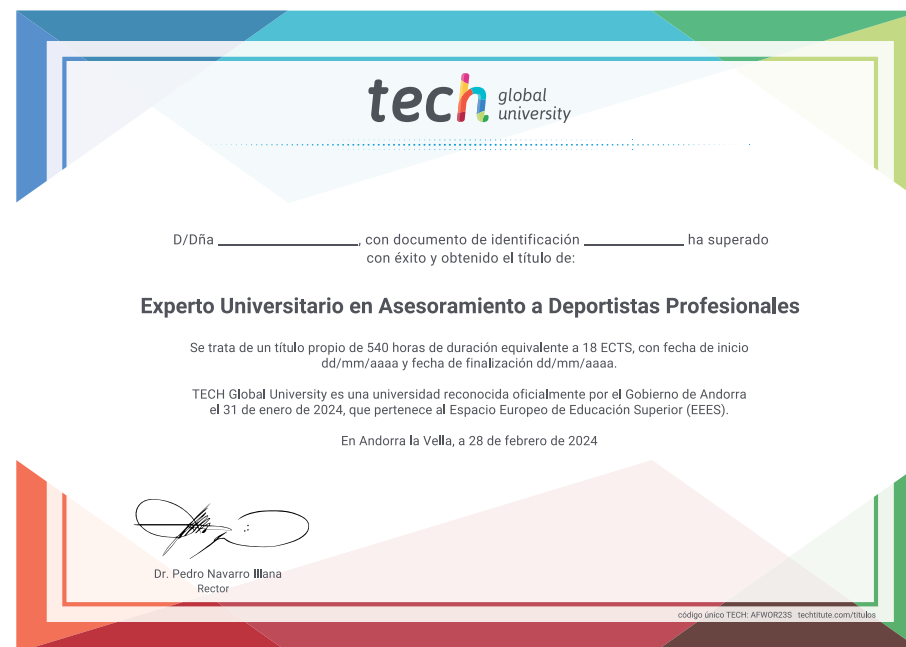 tech global university
D/Dña ____________________, con documento de identificación ______________ ha superado
con éxito y obtenido el título de:
Experto Universitario en Asesoramiento a Deportistas Profesionales
Se trata de un título propio de 540 horas de duración equivalente a 18 ECTS, con fecha de inicio
dd/mm/aaaa y fecha de finalización dd/mm/aaaa.
TECH Global University es una universidad reconocida oficialmente por el Gobierno de Andorra
el 31 de enero de 2024, que pertenece al Espacio Europeo de Educación Superior (EEES).
En Andorra la Vella, a 28 de febrero de 2024
Dr. Pedro Navarro Illana
Rector
código único TECH: AFWOR23S techtitute.com/titulos